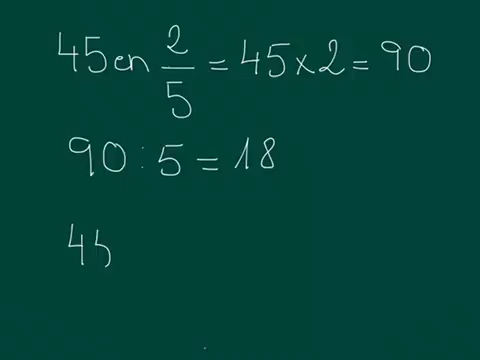 45 en 2/5 = 45 x 2 = 90
90 : 5 = 18
45